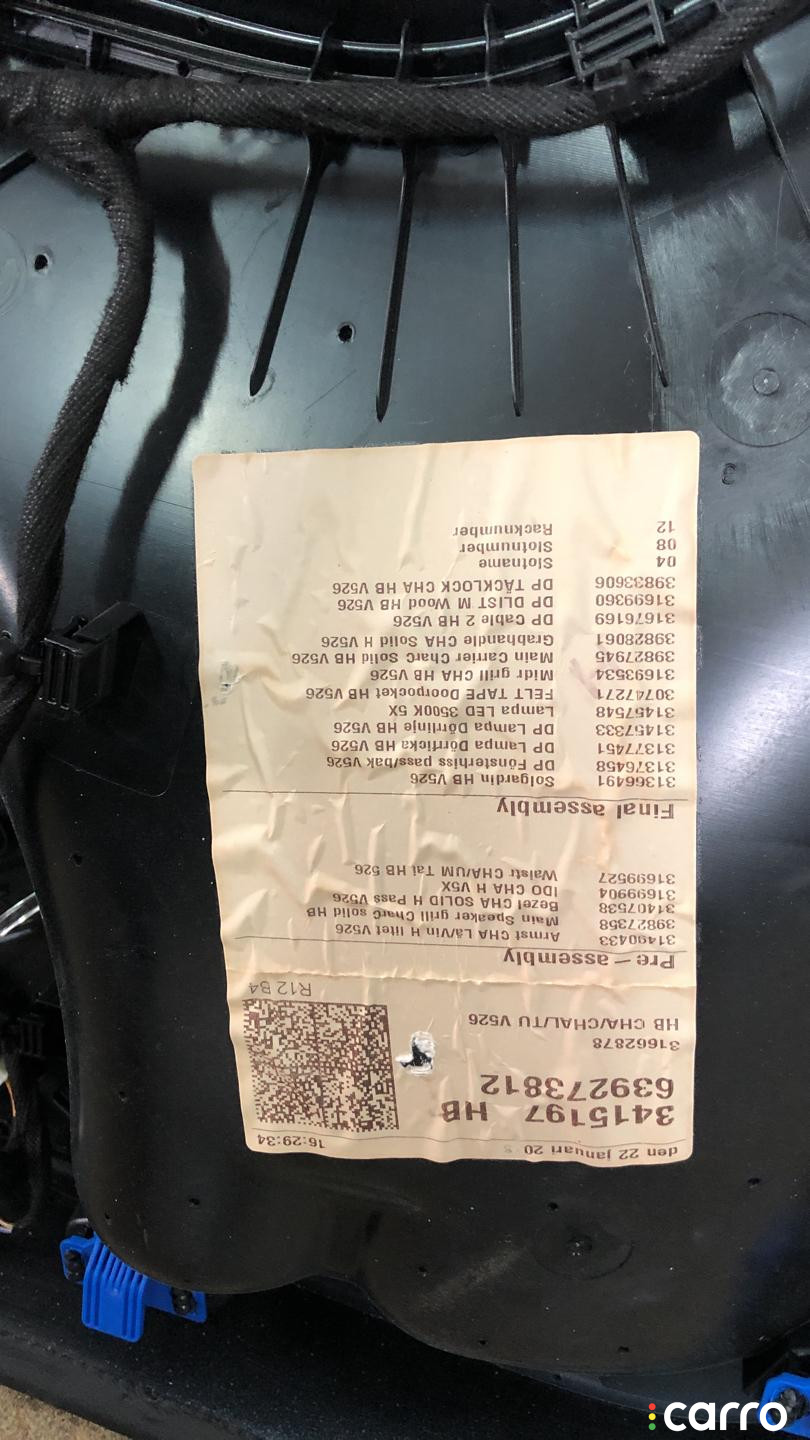 den 22 januari 20 16:29:34
3415197 HB
639273812
31662878
HB CHA/CHAL/TU V526
R12 B4
Pre-assembly
31490433 Armst CHA Lä/Vin H litet V526
39827358 Main Speaker grill CharC solid HB
31407538 Bezel CHA SOLID H Pass V526
31699904 IDO CHA H V5X
31699527 Waistr CHA/UM Tai HB 526
Final assembly
31366491 Solgardin HB V526
31376458 DP Fönsterhiss pass/bak V526
31377451 DP Lampa Dörrficka HB V526
31457333 DP Lampa Dörrlinje HB V526
31457548 Lampa LED 3500K 5X
30747271 FELT TAPE Doorpocket HB V526
31693534 Midr grill CHA HB V526
39827945 Main Carrier CharC Solid HB V526
39828061 Grabhandle CHA Solid H V526
31676169 DP Cable 2 HB V526
31699360 DP DLIST M Wood HB V526
39833606 DP TÄCKLOCK CHA HB V526
04 Slotname
08 Slotnumber
12 Racknumber
carro